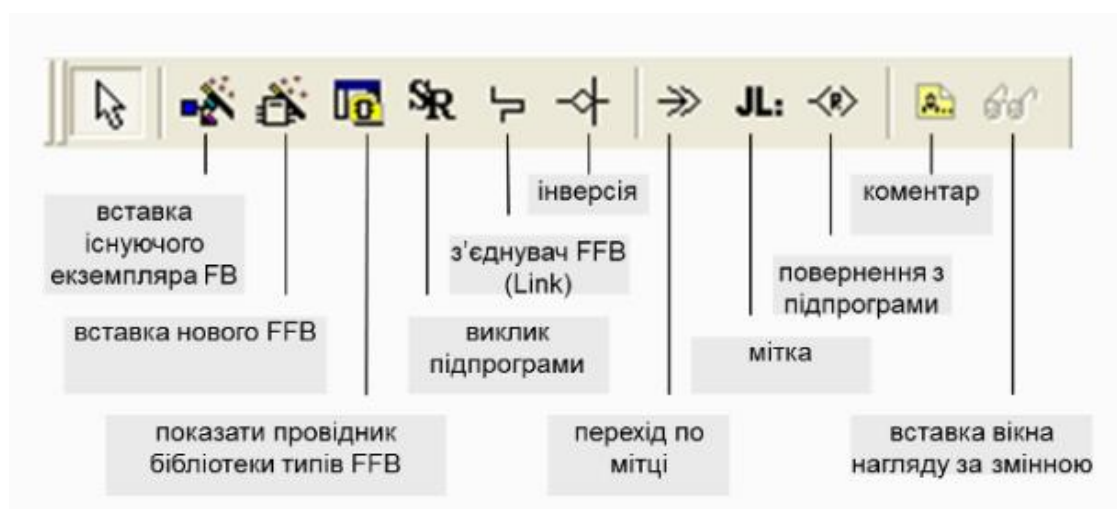 SR
JL:
R
вставка
існуючого
екземпляра FB
вставка нового FFB
показати провідник
бібліотеки типів FFB
виклик
підпрограми
з'єднувач FFB
(Link)
інверсія
перехід по
мітці
мітка
повернення з
підпрограми
коментар
вставка вікна
нагляду за змінною